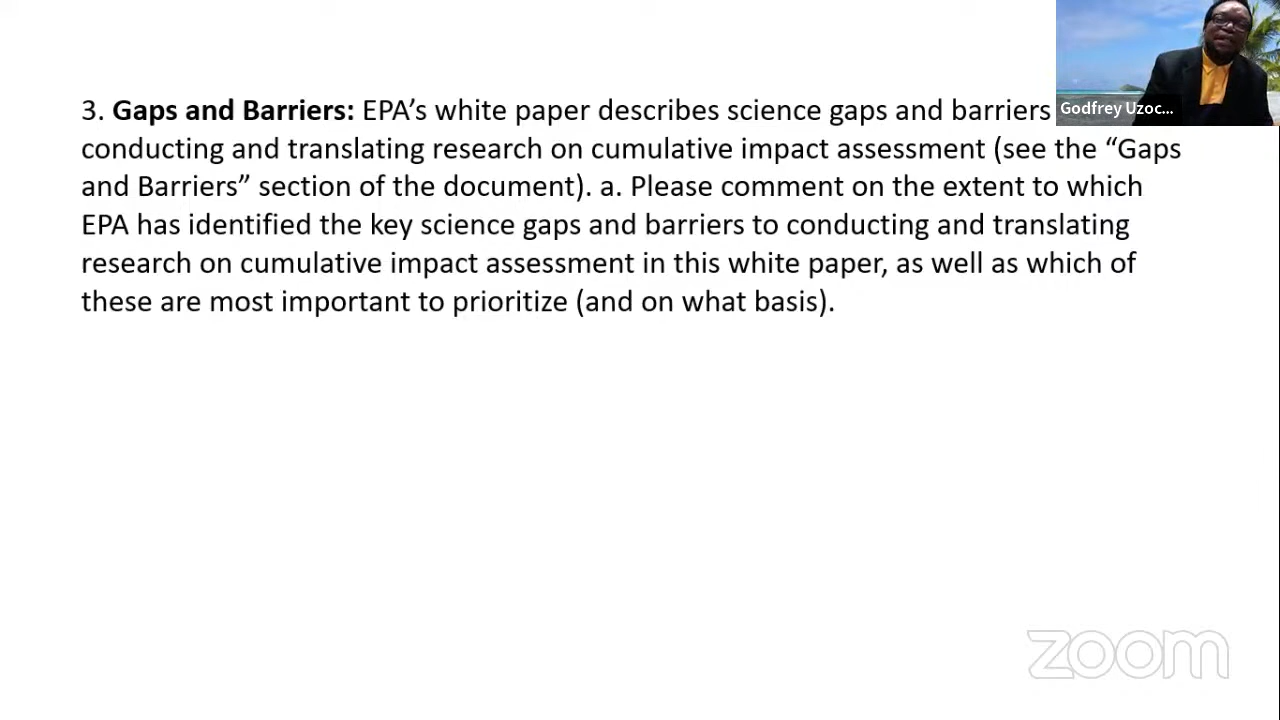 3. Gaps and Barriers: EPA’s white paper describes science gaps and barriers
conducting and translating research on cumulative impact assessment (see the “Gaps
and Barriers” section of the document). a. Please comment on the extent to which
EPA has identified the key science gaps and barriers to conducting and translating
research on cumulative impact assessment in this white paper, as well as which of
these are most important to prioritize (and on what basis).
Godfrey Uzoc...
zoom